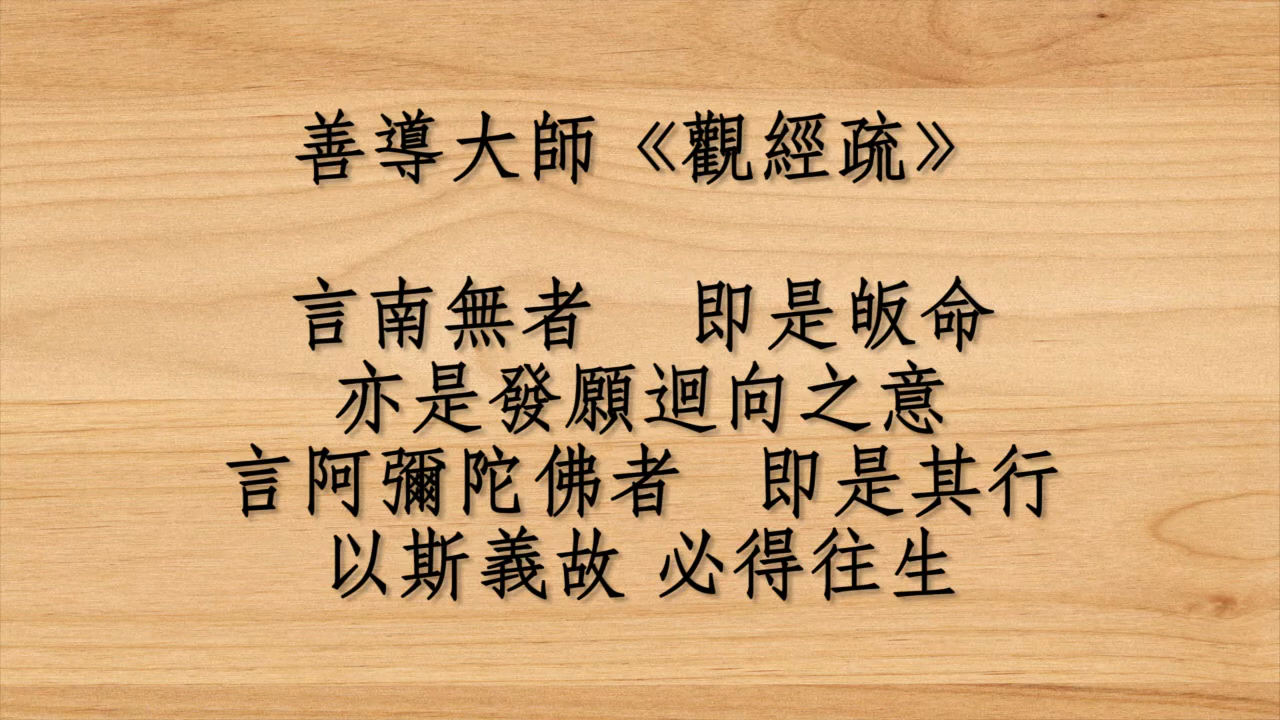 善導大師《觀經疏》
言南無者　即是皈命
亦是發願迴向之意
言阿彌陀佛者　即是其行
以斯義故 必得往生